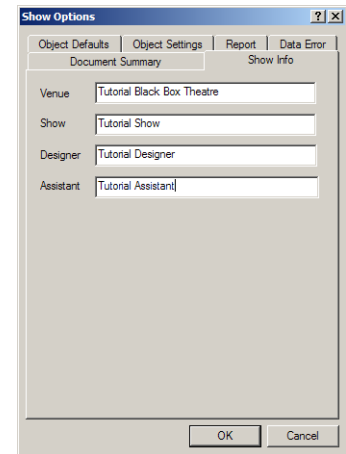 Show Options
Object Defaults Object Settings Report Data Error
Document Summary Show Info
Venue Tutorial Black Box Theatre
Show Tutorial Show
Designer Tutorial Designer
Assistant Tutorial Assistant
OK Cancel